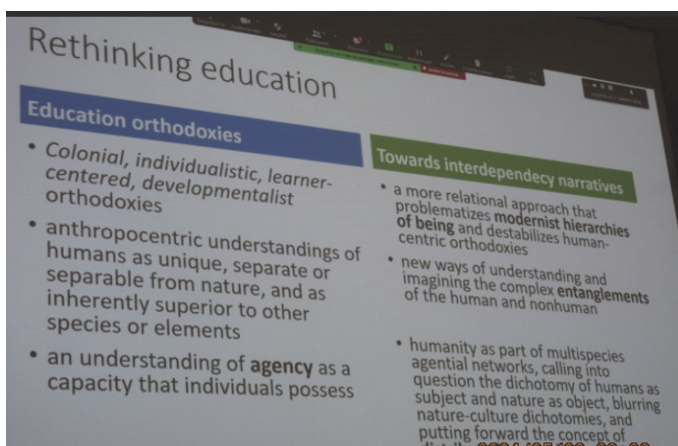 Rethinking education
Education orthodoxies
• Colonial, individualistic, learner-
centered, developmentalist
orthodoxies
• anthropocentric understandings of
humans as unique, separate or
separable from nature, and as
inherently superior to other
species or elements
• an understanding of agency as a
capacity that individuals possess
Towards interdependecy narratives
• a more relational approach that
problematizes modernist hierarchies
of being and destabilizes human-
centric orthodoxies
• new ways of understanding and
imagining the complex entanglements
of the human and nonhuman
• humanity as part of multispecies
agential networks, calling into
question the dichotomy of humans as
subject and nature as object, blurring
nature-culture dichotomies, and
putting forward the concept of